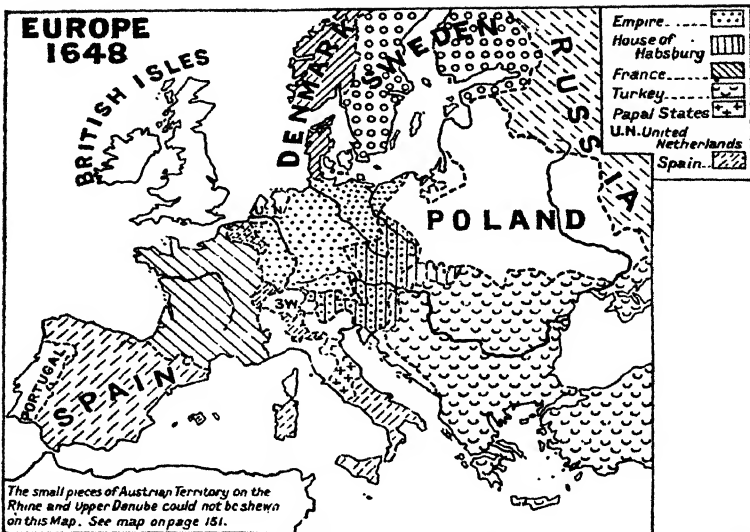 EUROPE
1648
BRITISH ISLES
DENMARK
SWEDEN
RUSSIA
POLAND
U.N.
SW.
PORTUGAL
SPAIN
Empire
House of
Habsburg
France
Turkey
Papal States
U.N. United
Netherlands
Spain
The small pieces of Austrian Territory on the
Rhine and Upper Danube could not be shewn
on this Map. See map on page 151.